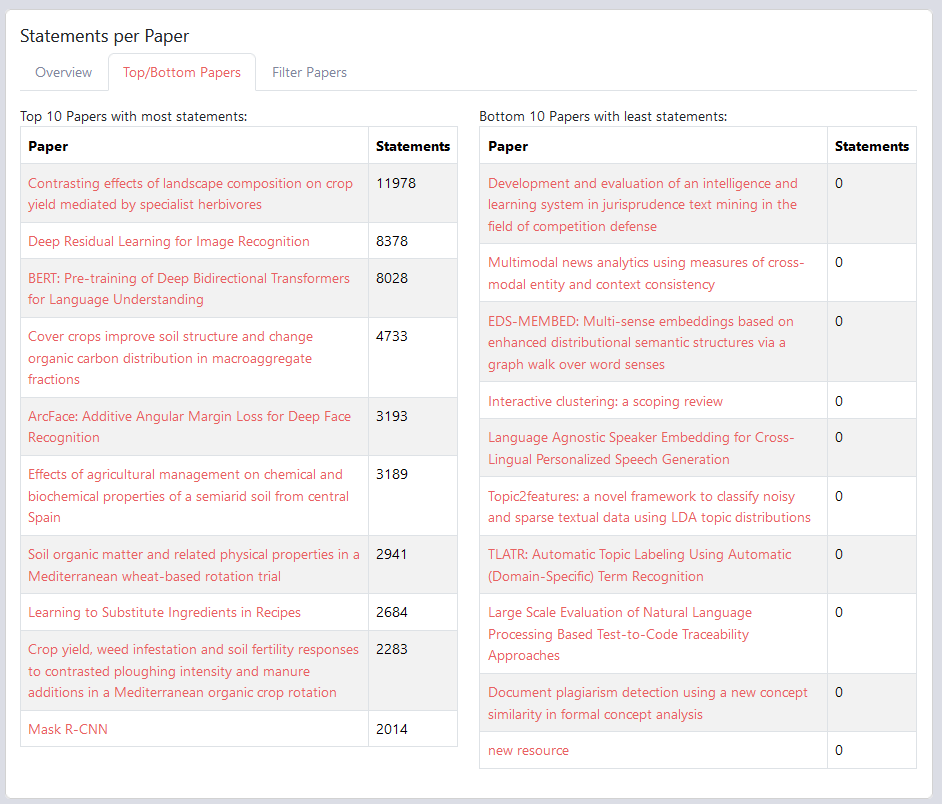 Statements per Paper
Overview
Top/Bottom Papers
Filter Papers
Top 10 Papers with most statements:
Paper Statements
Contrasting effects of landscape composition on crop 11978
yield mediated by specialist herbivores
Deep Residual Learning for Image Recognition 8378
BERT: Pre-training of Deep Bidirectional Transformers 8028
for Language Understanding
Cover crops improve soil structure and change 4733
organic carbon distribution in macroaggregate
fractions
ArcFace: Additive Angular Margin Loss for Deep Face 3193
Recognition
Effects of agricultural management on chemical and 3189
biochemical properties of a semiarid soil from central
Spain
Soil organic matter and related physical properties in a 2941
Mediterranean wheat-based rotation trial
Learning to Substitute Ingredients in Recipes 2684
Crop yield, weed infestation and soil fertility responses 2283
to contrasted ploughing intensity and manure
additions in a Mediterranean organic crop rotation
Mask R-CNN 2014
Bottom 10 Papers with least statements:
Paper Statements
Development and evaluation of an intelligence and 0
learning system in jurisprudence text mining in the
field of competition defense
Multimodal news analytics using measures of cross- 0
modal entity and context consistency
EDS-MEMBED: Multi-sense embeddings based on 0
enhanced distributional semantic structures via a
graph walk over word senses
Interactive clustering: a scoping review 0
Language Agnostic Speaker Embedding for Cross- 0
Lingual Personalized Speech Generation
Topic2features: a novel framework to classify noisy 0
and sparse textual data using LDA topic distributions
TLATR: Automatic Topic Labeling Using Automatic 0
(Domain-Specific) Term Recognition
Large Scale Evaluation of Natural Language 0
Processing Based Test-to-Code Traceability
Approaches
Document plagiarism detection using a new concept 0
similarity in formal concept analysis
new resource 0